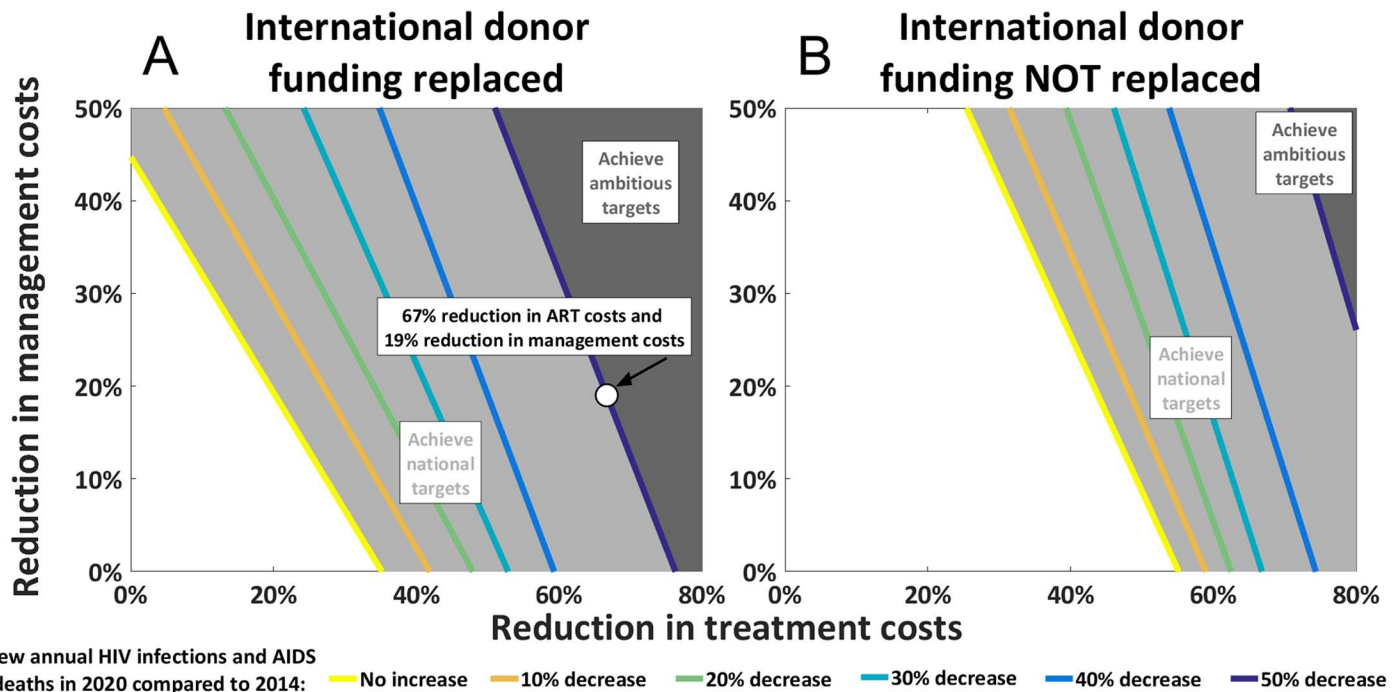 A
International donor
funding replaced
B
International donor
funding NOT replaced
Reduction in management costs
50%
40%
30%
20%
10%
0%
Achieve
ambitious
targets
67% reduction in ART costs and
19% reduction in management costs
Achieve
national
targets
0%
20%
40%
60%
80%
50%
40%
30%
20%
10%
0%
Achieve
ambitious
targets
Achieve
national
targets
0%
20%
40%
60%
80%
Reduction in treatment costs
ew annual HIV infections and AIDS
deaths in 2020 compared to 2014:
No increase
10% decrease
20% decrease
30% decrease
40% decrease
50% decrease